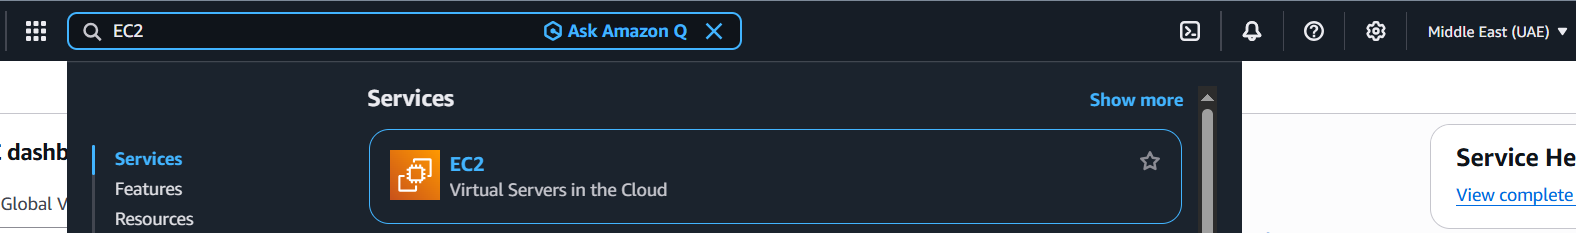 EC2
Ask Amazon Q
Middle East (UAE)
Services
Show more
dashb
Services
EC2
Service He
Features
Virtual Servers in the Cloud
View complete
Global V
Resources